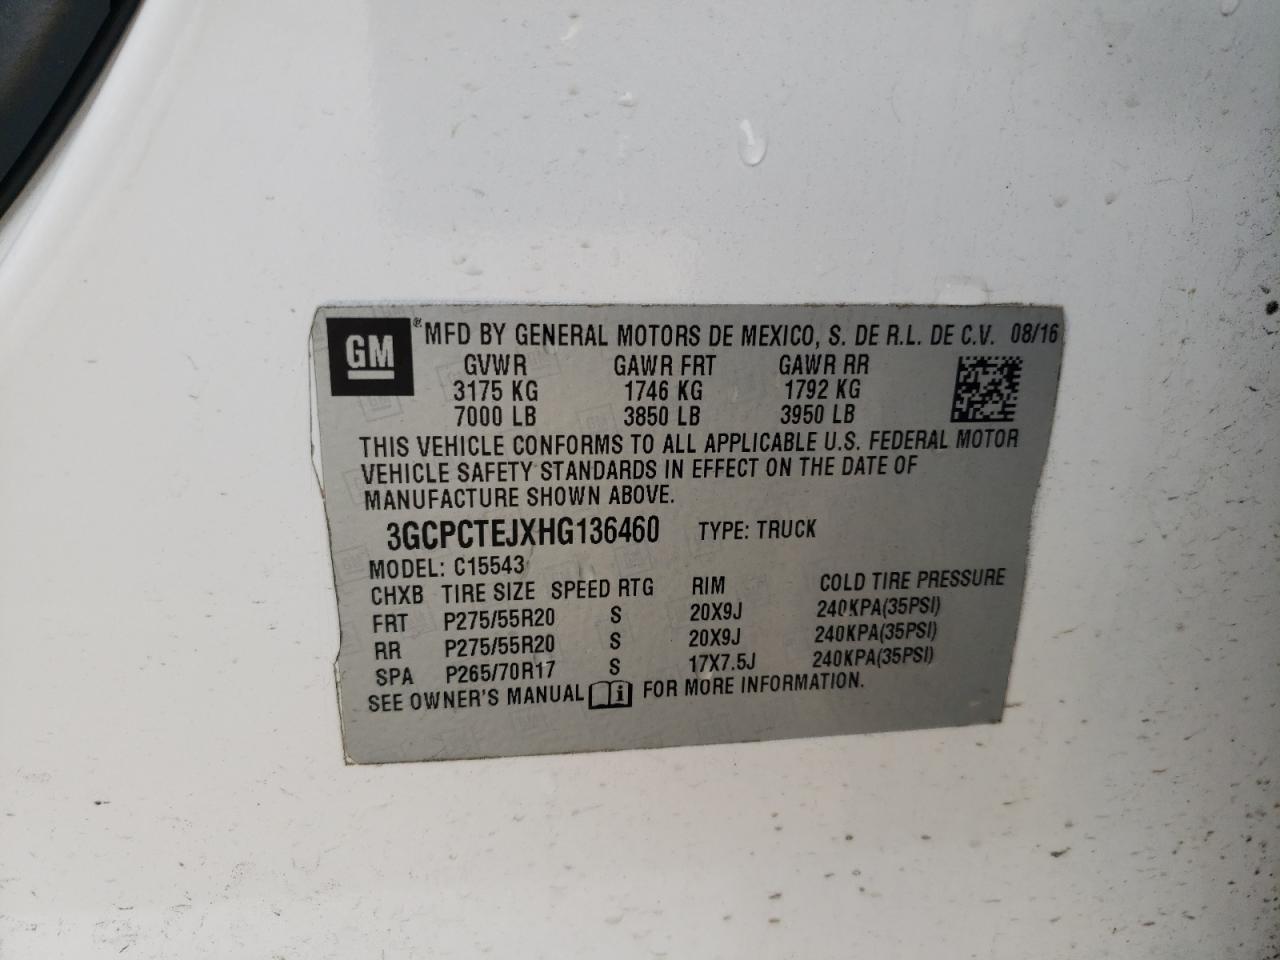 GM ® MFD BY GENERAL MOTORS DE MEXICO, S. DE R.L. DE C.V. 08/16
GVWR GAWR FRT GAWR RR
3175 KG 1746 KG 1792 KG
7000 LB 3850 LB 3950 LB
THIS VEHICLE CONFORMS TO ALL APPLICABLE U.S. FEDERAL MOTOR
VEHICLE SAFETY STANDARDS IN EFFECT ON THE DATE OF
MANUFACTURE SHOWN ABOVE.
3GCPCTEJXHG136460 TYPE: TRUCK
MODEL: C15543
CHXB TIRE SIZE SPEED RTG RIM COLD TIRE PRESSURE
FRT P275/55R20 S 20X9J 240KPA(35PSI)
RR P275/55R20 S 20X9J 240KPA(35PSI)
SPA P265/70R17 S 17X7.5J 240KPA(35PSI)
SEE OWNER'S MANUAL i FOR MORE INFORMATION.